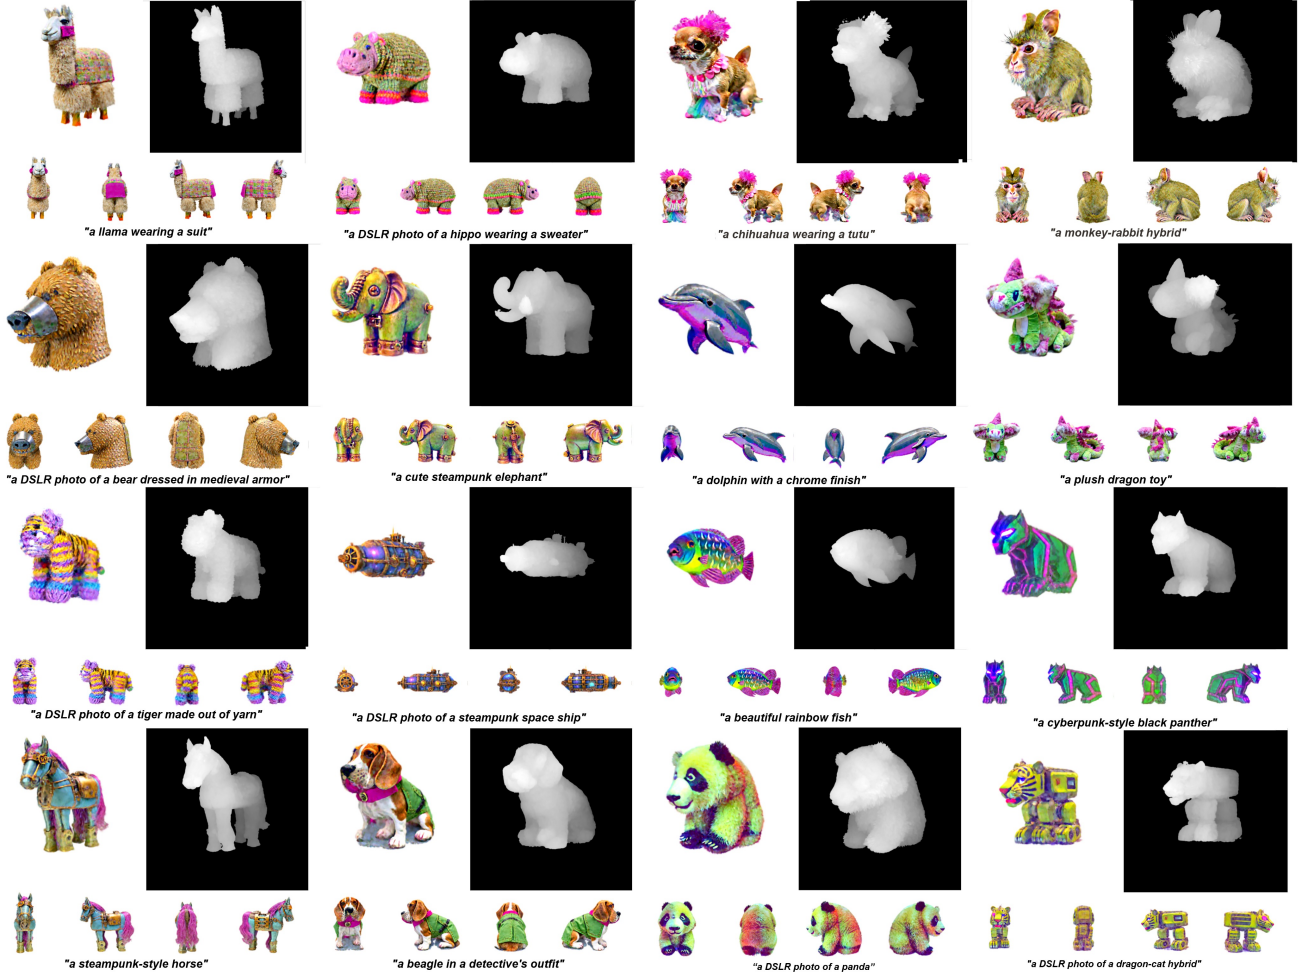 "a llama wearing a suit"
"a DSLR photo of a hippo wearing a sweater"
"a chihuahua wearing a tutu"
"a monkey-rabbit hybrid"
"a DSLR photo of a bear dressed in medieval armor"
"a cute steampunk elephant"
"a dolphin with a chrome finish"
"a plush dragon toy"
"a DSLR photo of a tiger made out of yarn"
"a DSLR photo of a steampunk space ship"
"a beautiful rainbow fish"
"a cyberpunk-style black panther"
"a steampunk-style horse"
"a beagle in a detective's outfit"
"a DSLR photo of a panda"
"a DSLR photo of a dragon-cat hybrid"